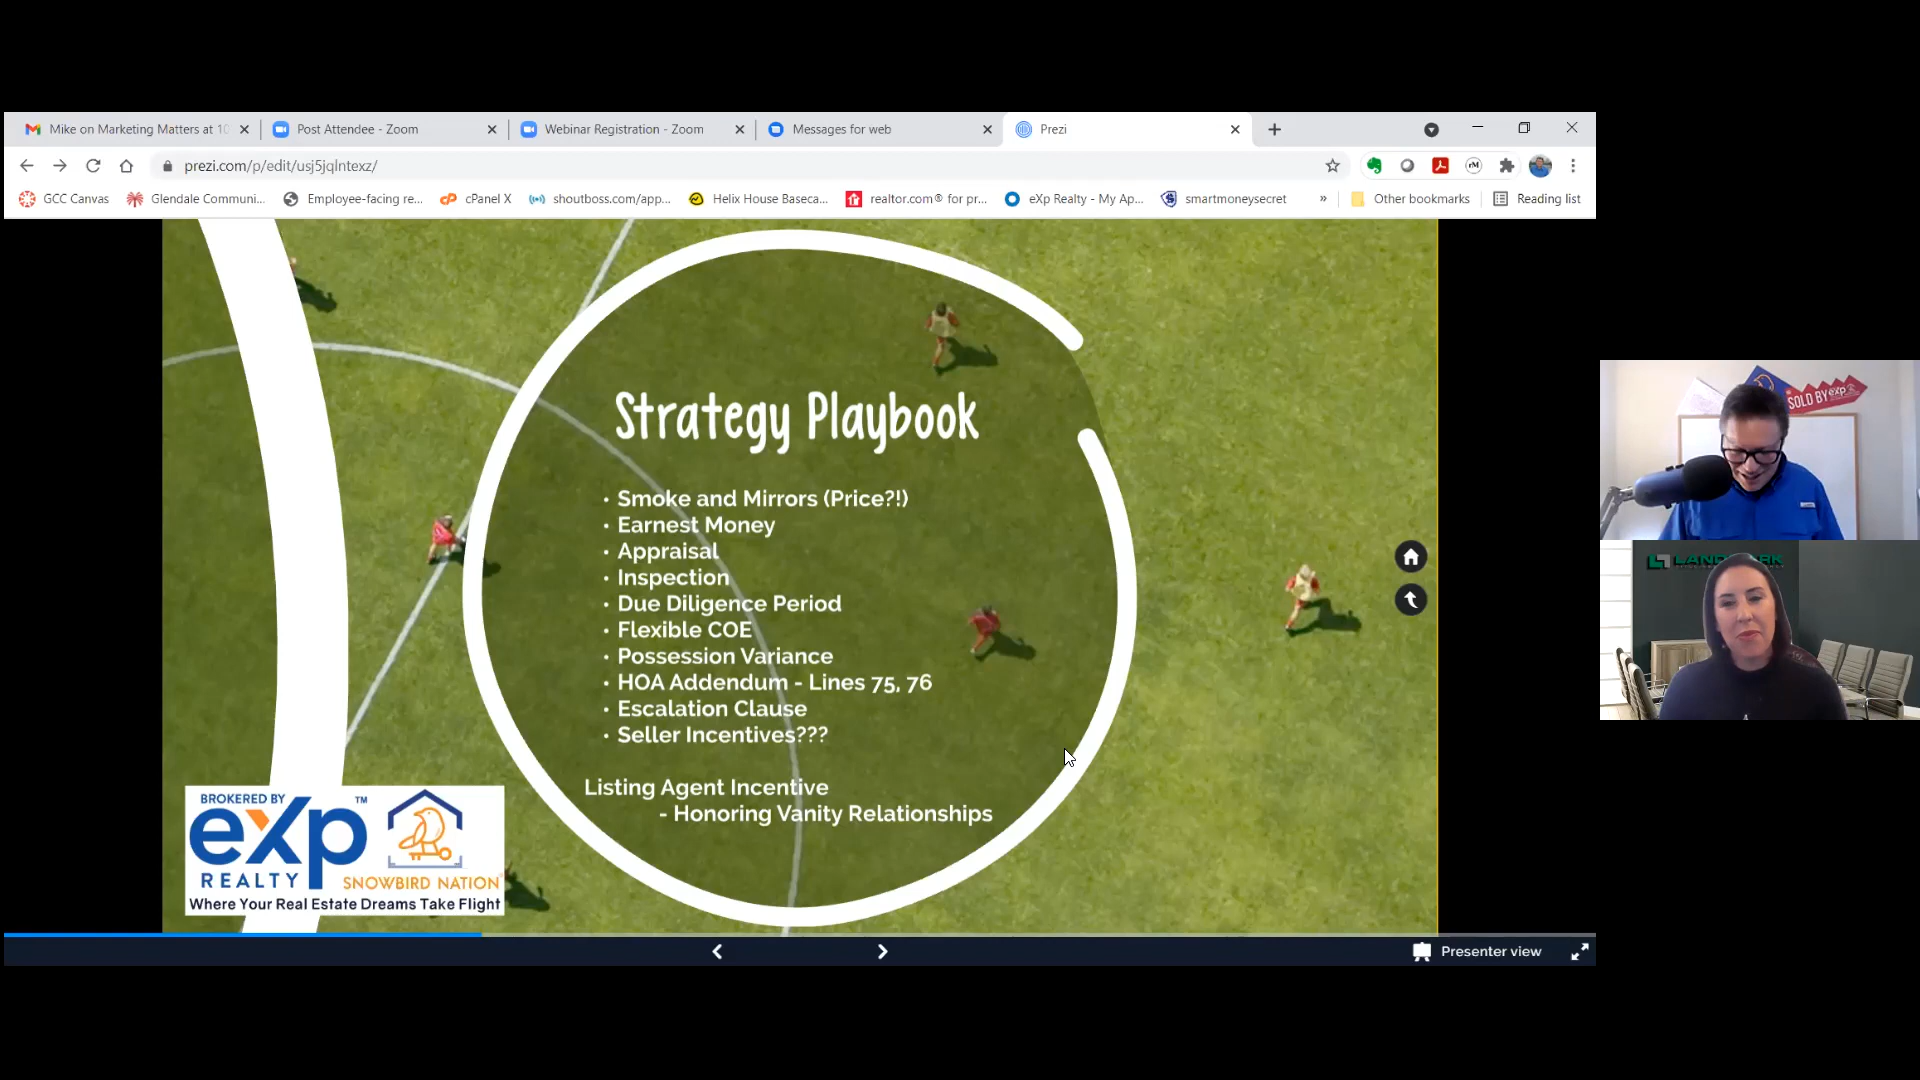 Mike on Marketing Matters at 10
Post Attendee - Zoom
Webinar Registration - Zoom
Messages for web
Prezi
prezi.com/p/edit/usj5jqlntexz/
GCC Canvas
Glendale Communi...
Employee-facing re...
cPanel X
shoutboss.com/app...
Helix House Baseca...
realtor.com® for pr...
eXp Realty - My Ap...
smartmoneysecret
»
Other bookmarks
Reading list
Strategy Playbook
• Smoke and Mirrors (Price?!)
• Earnest Money
• Appraisal
• Inspection
• Due Diligence Period
• Flexible COE
• Possession Variance
• HOA Addendum - Lines 75, 76
• Escalation Clause
• Seller Incentives???
Listing Agent Incentive
- Honoring Vanity Relationships
BROKERED BY
eXp™
REALTY
SNOWBIRD NATION
Where Your Real Estate Dreams Take Flight
Presenter view
SOLD BY eXp